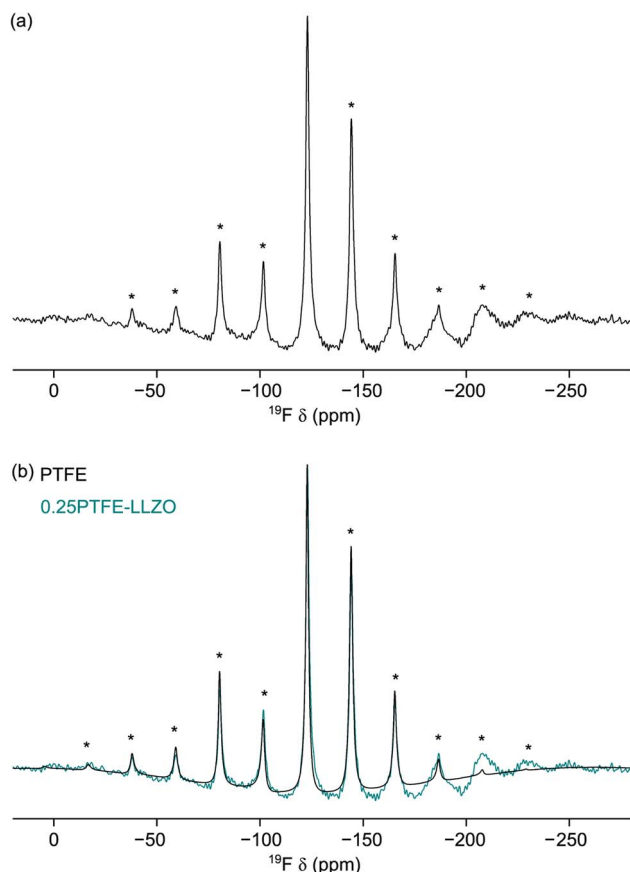 (a)
* * * * * * * * *
0 −50 −100 −150 −200 −250
¹⁹F δ (ppm)
(b) PTFE
0.25PTFE-LLZO
* * * * * * * * * *
0 −50 −100 −150 −200 −250
¹⁹F δ (ppm)